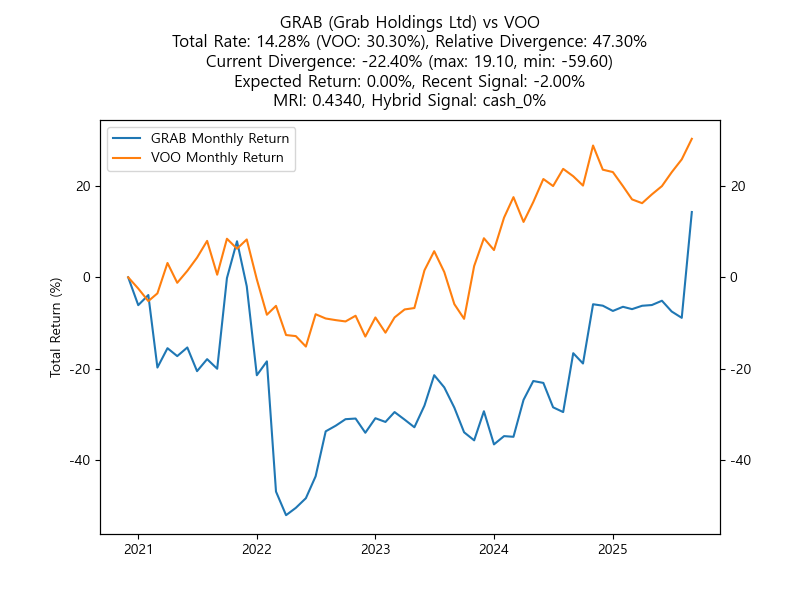 GRAB (Grab Holdings Ltd) vs VOO
Total Rate: 14.28% (VOO: 30.30%), Relative Divergence: 47.30%
Current Divergence: -22.40% (max: 19.10, min: -59.60)
Expected Return: 0.00%, Recent Signal: -2.00%
MRI: 0.4340, Hybrid Signal: cash_0%
GRAB Monthly Return
VOO Monthly Return
Total Return (%)
20
0
-20
-40
20
0
-20
-40
2021 2022 2023 2024 2025